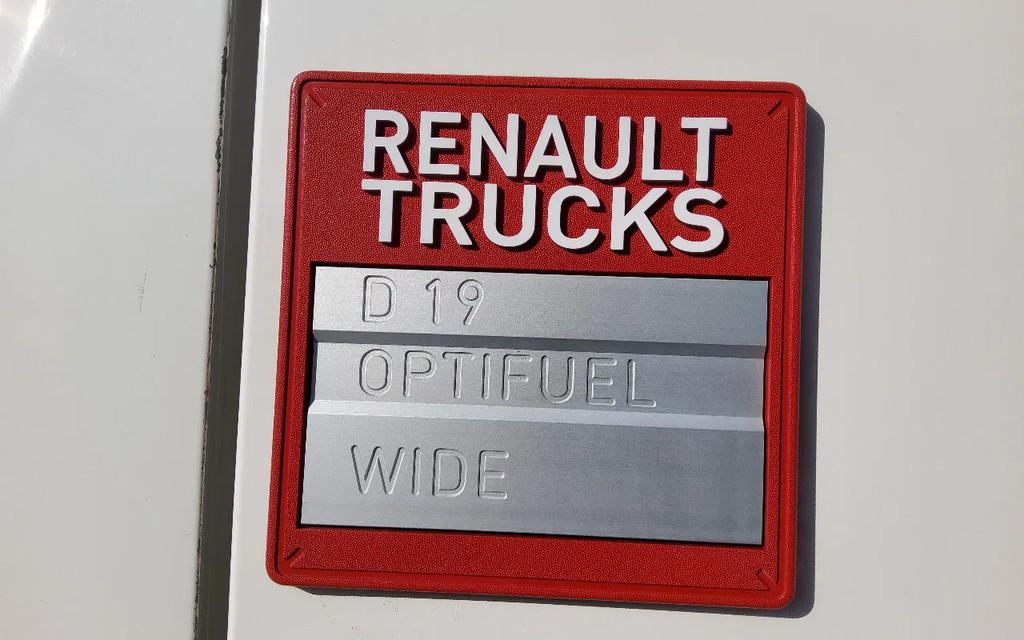 RENAULT
TRUCKS
D 19
OPTIFUEL
WIDE